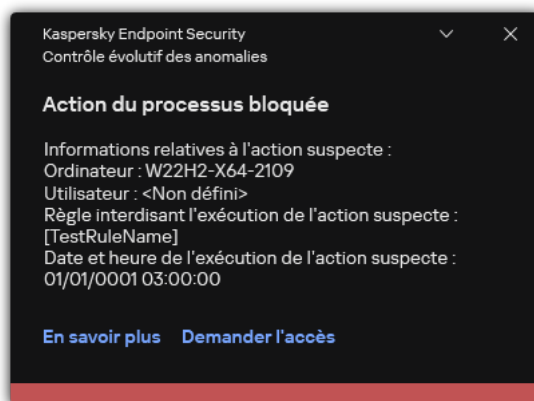 Kaspersky Endpoint Security
Contrôle évolutif des anomalies
Action du processus bloquée
Informations relatives à l'action suspecte :
Ordinateur : W22H2-X64-2109
Utilisateur : <Non défini>
Règle interdisant l'exécution de l'action suspecte :
[TestRuleName]
Date et heure de l'exécution de l'action suspecte :
01/01/0001 03:00:00
En savoir plus Demander l'accès